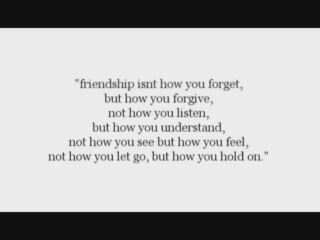 "friendship isnt how you forget,
but how you forgive,
not how you listen,
but how you understand,
not how you see but how you feel,
not how you let go, but how you hold on."